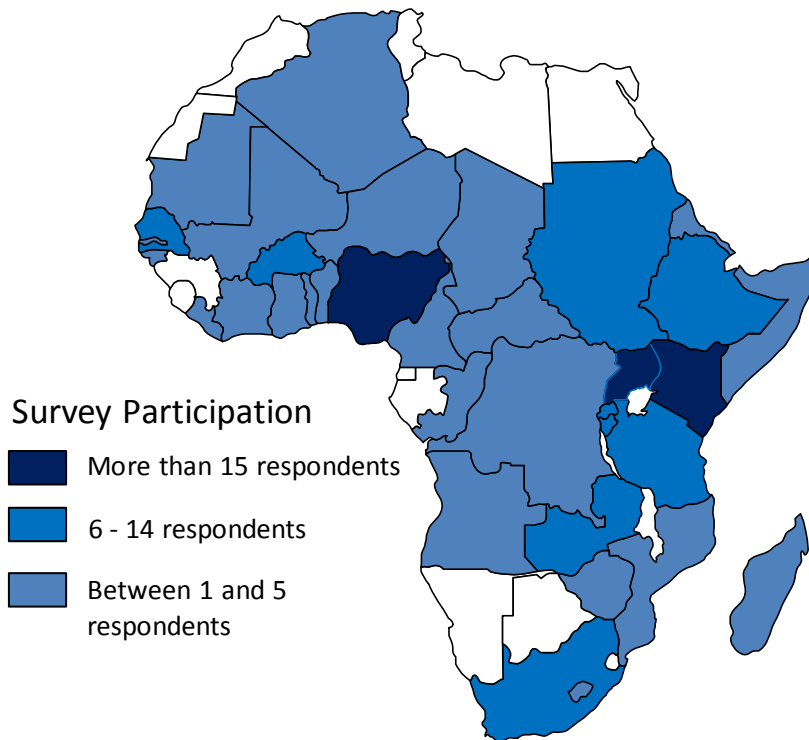 Survey Participation
More than 15 respondents
6 - 14 respondents
Between 1 and 5
respondents